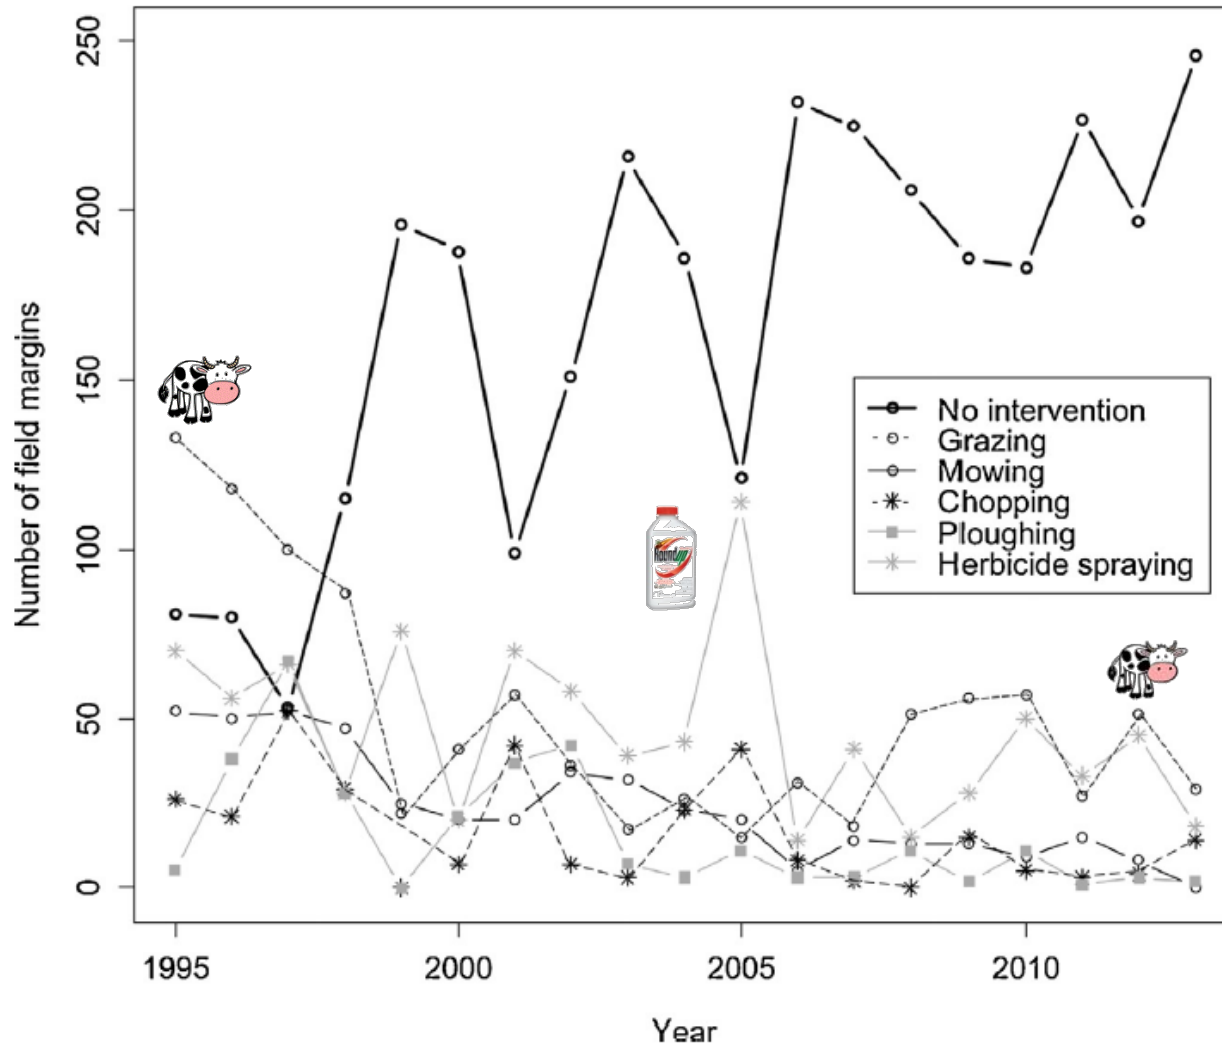 250
200
150
100
50
0
Number of field margins
No intervention
Grazing
Mowing
Chopping
Ploughing
Herbicide spraying
Roundup
1995 2000 2005 2010
Year